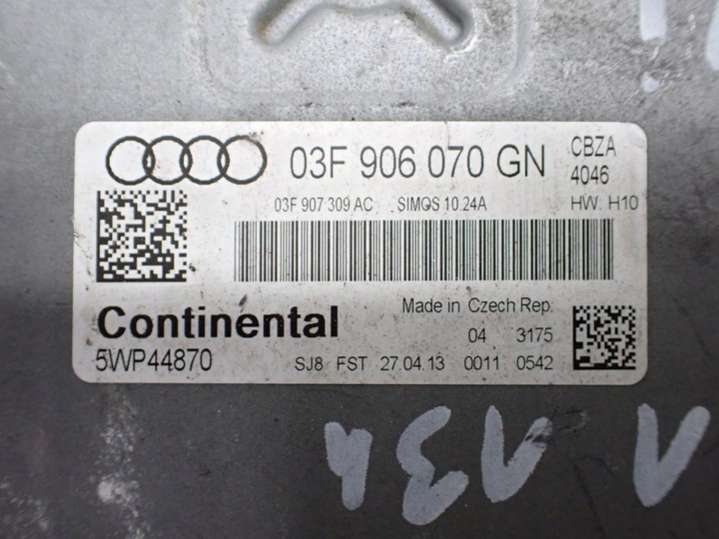 03F 906 070 GN
CBZA
4046
03F 907 309 AC SIMOS 10.24A HW H10
Continental
Made in Czech Rep.
04 3175
5WP44870
SJ8 FST 27.04.13 0011 0542